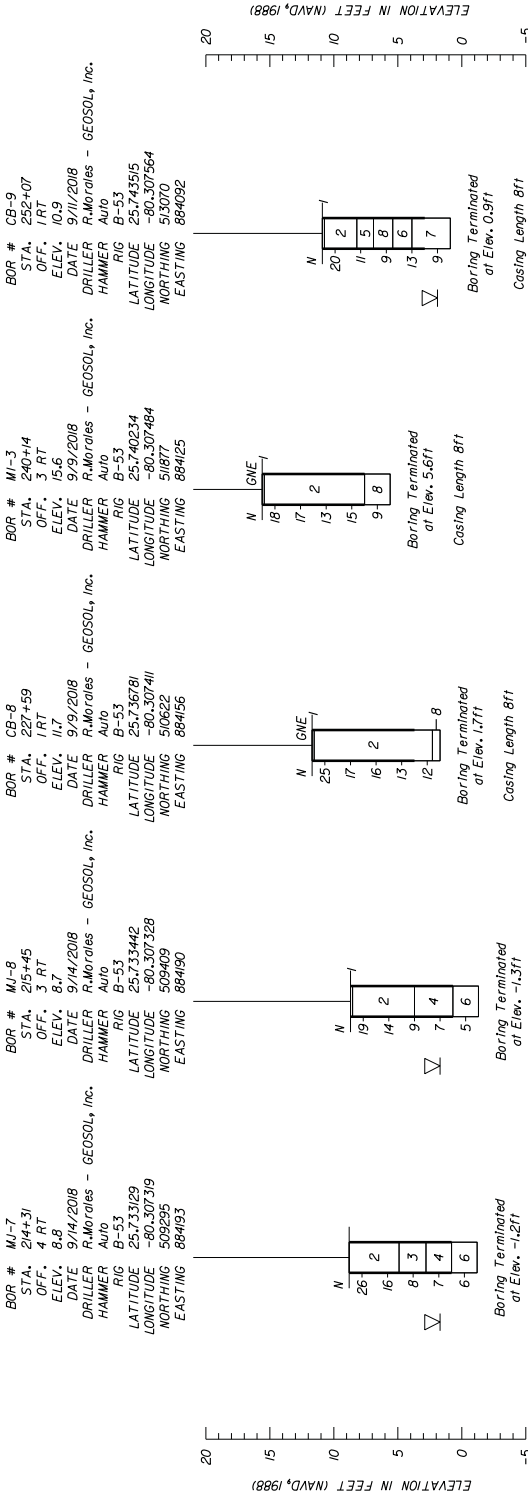 BOR # MJ-7
STA. 214+31
OFF. 4 RT
ELEV. 8.8
DATE 9/14/2018
DRILLER R.Morales - GEOSOL, Inc.
HAMMER Auto
RIG B-53
LATITUDE 25.733129
LONGITUDE -80.307319
NORTHING 509295
EASTING 884193
BOR # MJ-8
STA. 215+45
OFF. 3 RT
ELEV. 8.7
DATE 9/14/2018
DRILLER R.Morales - GEOSOL, Inc.
HAMMER Auto
RIG B-53
LATITUDE 25.733442
LONGITUDE -80.307328
NORTHING 509409
EASTING 884190
BOR # CB-8
STA. 227+59
OFF. 1 RT
ELEV. 11.7
DATE 9/9/2018
DRILLER R.Morales - GEOSOL, Inc.
HAMMER Auto
RIG B-53
LATITUDE 25.736781
LONGITUDE -80.307411
NORTHING 510622
EASTING 884156
BOR # MI-3
STA. 240+14
OFF. 3 RT
ELEV. 15.6
DATE 9/9/2018
DRILLER R.Morales - GEOSOL, Inc.
HAMMER Auto
RIG B-53
LATITUDE 25.740234
LONGITUDE -80.307484
NORTHING 511877
EASTING 884125
BOR # CB-9
STA. 252+07
OFF. 1 RT
ELEV. 10.9
DATE 9/11/2018
DRILLER R.Morales - GEOSOL, Inc.
HAMMER Auto
RIG B-53
LATITUDE 25.743515
LONGITUDE -80.307564
NORTHING 513070
EASTING 884092
ELEVATION IN FEET (NAVD, 1988)
20
15
10
5
0
-5
N
26
16
8
7
6
2
3
4
6
Boring Terminated
at Elev. -1.2ft
N
1
19
14
9
7
5
2
4
6
Boring Terminated
at Elev. -1.3ft
N GNE
1
25
17
16
13
12
2
8
Boring Terminated
at Elev. 1.7ft
Casing Length 8ft
N GNE
1
18
17
13
15
9
2
8
Boring Terminated
at Elev. 5.6ft
Casing Length 8ft
N
1
20
11
9
13
9
2
5
8
6
7
Boring Terminated
at Elev. 0.9ft
Casing Length 8ft
20
15
10
5
0
-5
ELEVATION IN FEET (NAVD, 1988)